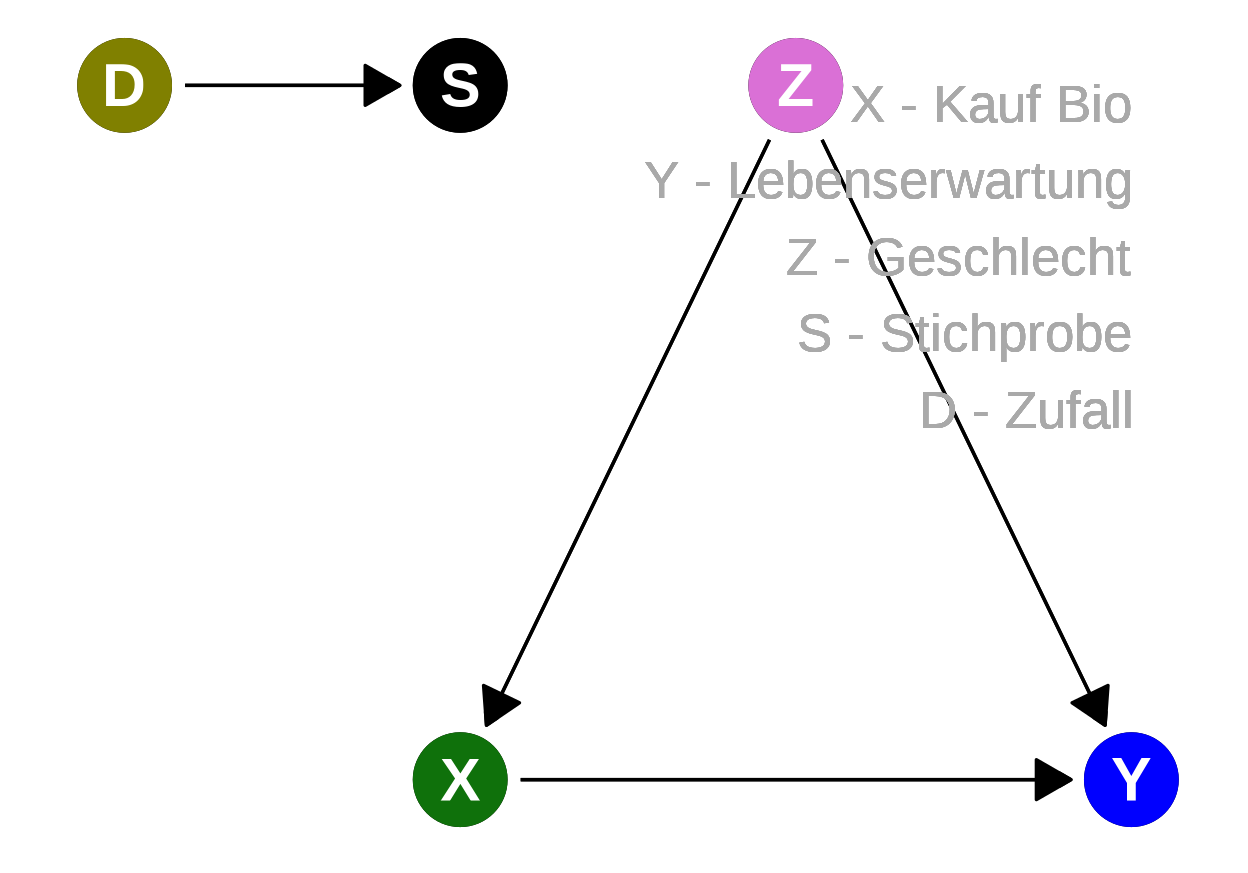 D
S
Z
X - Kauf Bio
Y - Lebenserwartung
Z - Geschlecht
S - Stichprobe
D - Zufall
X
Y